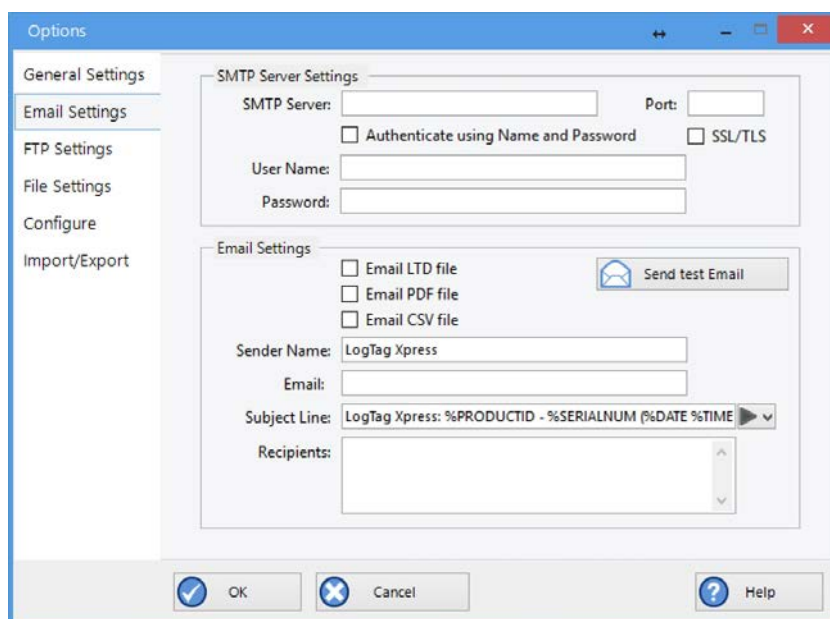 Options
General Settings
Email Settings
FTP Settings
File Settings
Configure
Import/Export
SMTP Server Settings
SMTP Server:
Port:
Authenticate using Name and Password
SSL/TLS
User Name:
Password:
Email Settings
Email LTD file
Send test Email
Email PDF file
Email CSV file
Sender Name: LogTag Xpress
Email:
Subject Line: LogTag Xpress: %PRODUCTID - %SERIALNUM (%DATE %TIME
Recipients:
OK
Cancel
Help